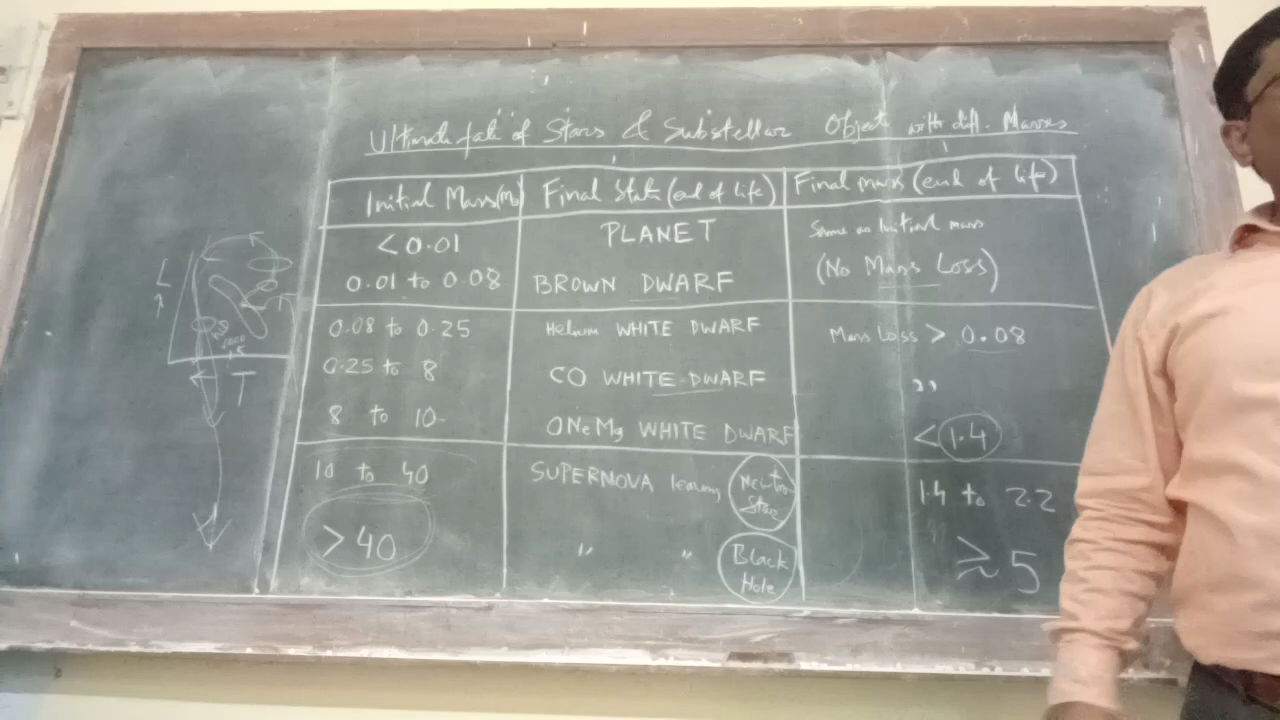 Ultimate fate of Stars & Substellar Objects with diff. Masses
Initial Mass(M⊙) Final State (end of life) Final mass (end of life)
<0.01 PLANET Same as Initial mass
0.01 to 0.08 BROWN DWARF (No Mass Loss)
0.08 to 0.25 Helium WHITE DWARF Mass Loss > 0.08
0.25 to 8 CO WHITE DWARF ,,
8 to 10 ONeMg WHITE DWARF < 1.4
10 to 40 SUPERNOVA leaving Neutron Star 1.4 to 2.2
>40 " " Black Hole ≳ 5
L
T